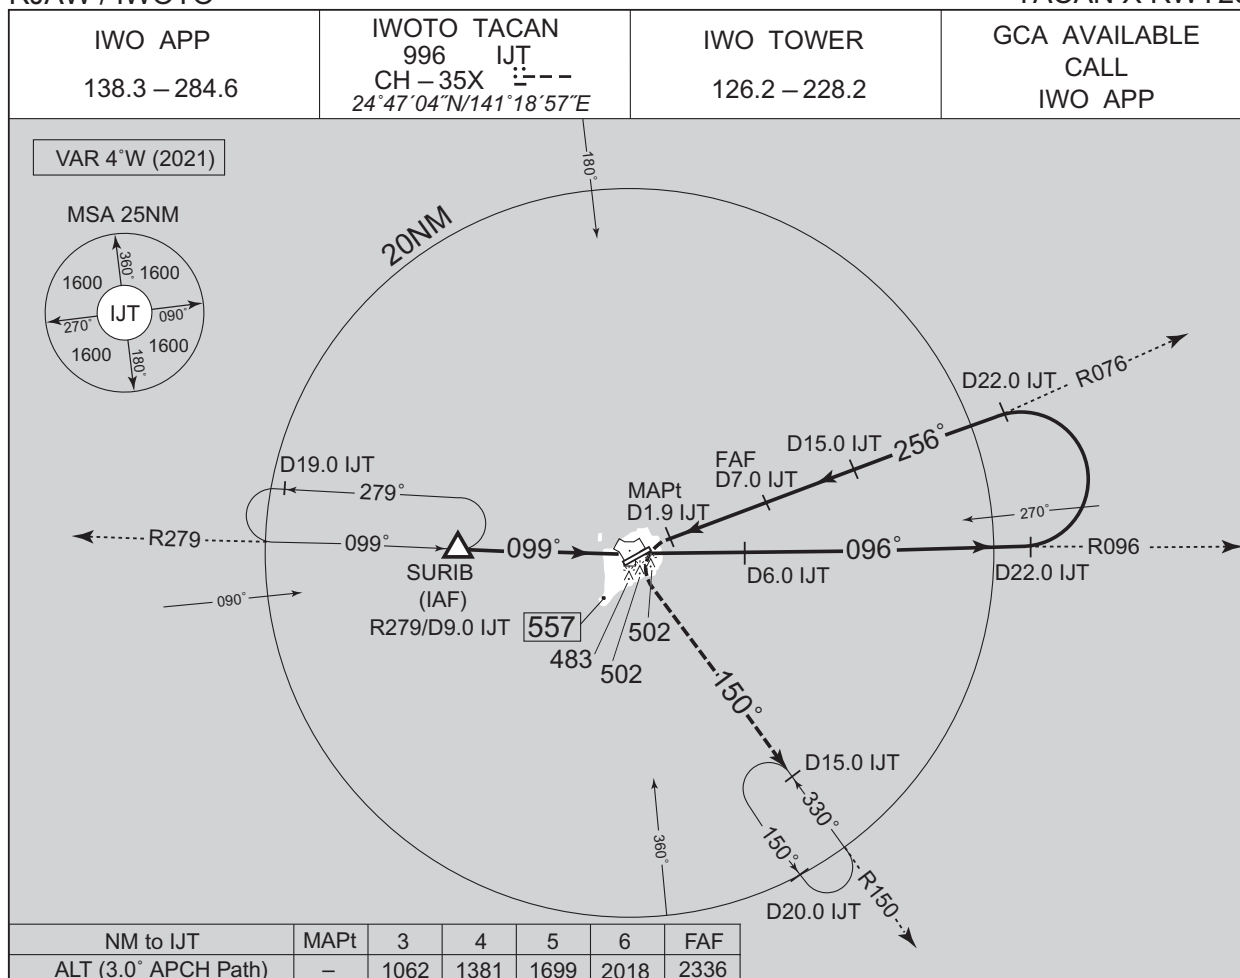 IWO APP
138.3 – 284.6
IWOTO TACAN
996 IJT
CH – 35X
24°47´04˝N/141°18´57˝E
IWO TOWER
126.2 – 228.2
GCA AVAILABLE
CALL
IWO APP
VAR 4°W (2021)
MSA 25NM
360°
1600
1600
IJT
270°
090°
1600
1600
180°
180°
20NM
D22.0 IJT
R076
256°
D15.0 IJT
FAF
D7.0 IJT
MAPt
D1.9 IJT
D19.0 IJT
279°
270°
R279
099°
099°
096°
R096
SURIB
(IAF)
R279/D9.0 IJT
D6.0 IJT
D22.0 IJT
090°
557
502
483
502
150°
D15.0 IJT
330°
150°
360°
R150
D20.0 IJT
NM to IJT MAPt 3 4 5 6 FAF
ALT (3.0° APCH Path) – 1062 1381 1699 2018 2336